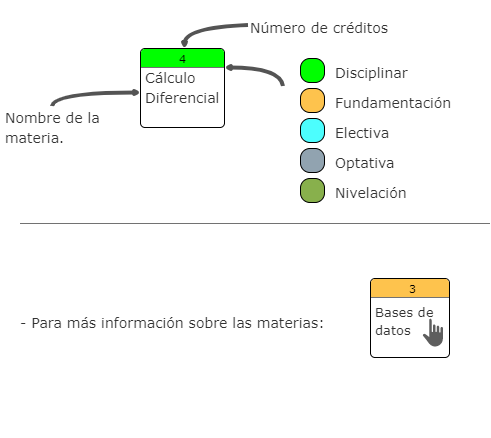 Número de créditos
4
Cálculo
Diferencial
Nombre de la
materia.
Disciplinar
Fundamentación
Electiva
Optativa
Nivelación
- Para más información sobre las materias:
3
Bases de
datos